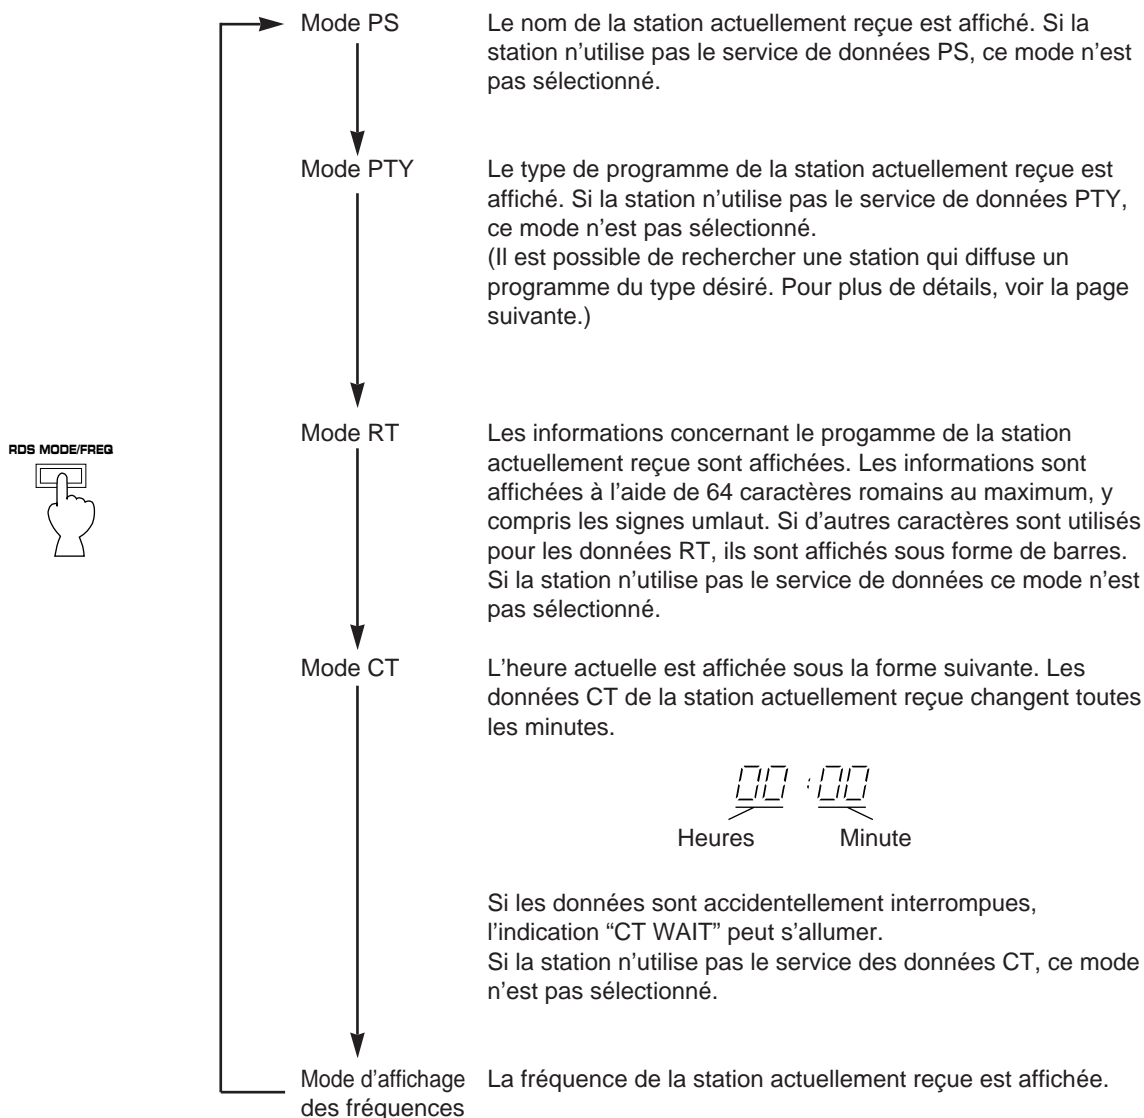 Mode PS
Le nom de la station actuellement reçue est affiché. Si la
station n’utilise pas le service de données PS, ce mode n’est
pas sélectionné.
Mode PTY
Le type de programme de la station actuellement reçue est
affiché. Si la station n’utilise pas le service de données PTY,
ce mode n’est pas sélectionné.
(Il est possible de rechercher une station qui diffuse un
programme du type désiré. Pour plus de détails, voir la page
suivante.)
RDS MODE/FREQ
Mode RT
Les informations concernant le progamme de la station
actuellement reçue sont affichées. Les informations sont
affichées à l’aide de 64 caractères romains au maximum, y
compris les signes umlaut. Si d’autres caractères sont utilisés
pour les données RT, ils sont affichés sous forme de barres.
Si la station n’utilise pas le service de données ce mode n’est
pas sélectionné.
Mode CT
L’heure actuelle est affichée sous la forme suivante. Les
données CT de la station actuellement reçue changent toutes
les minutes.
00:00
Heures Minute
Si les données sont accidentellement interrompues,
l’indication “CT WAIT” peut s’allumer.
Si la station n’utilise pas le service des données CT, ce mode
n’est pas sélectionné.
Mode d’affichage
des fréquences
La fréquence de la station actuellement reçue est affichée.